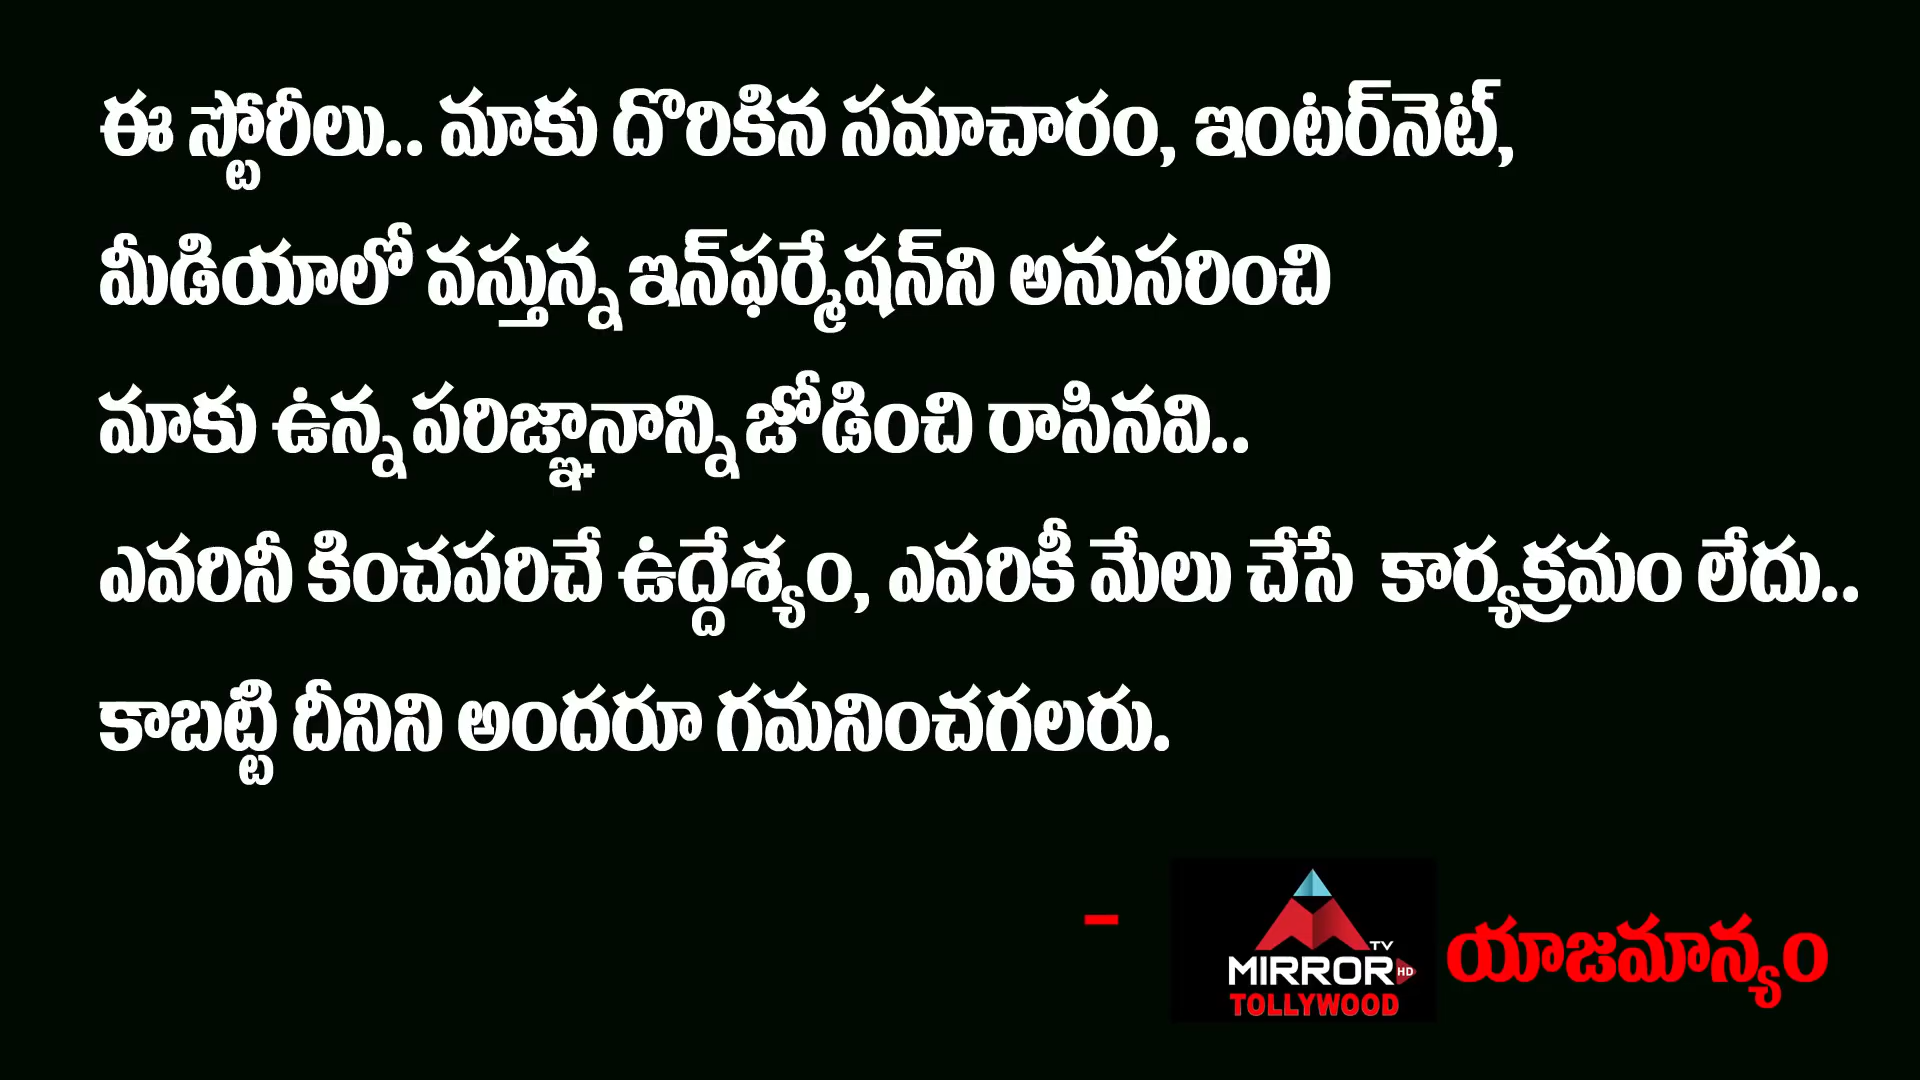 ఈ స్టోరీలు.. మాకు దొరికిన సమాచారం, ఇంటర్‌నెట్,
మీడియాలో వస్తున్న ఇన్‌ఫర్మేషన్‌ని అనుసరించి
మాకు ఉన్న పరిజ్ఞానాన్ని జోడించి రాసినవి..
ఎవరినీ కించపరిచే ఉద్దేశ్యం, ఎవరికీ మేలు చేసే కార్యక్రమం లేదు..
కాబట్టి దీనిని అందరూ గమనించగలరు.
- TV MIRROR HD TOLLYWOOD యాజమాన్యం